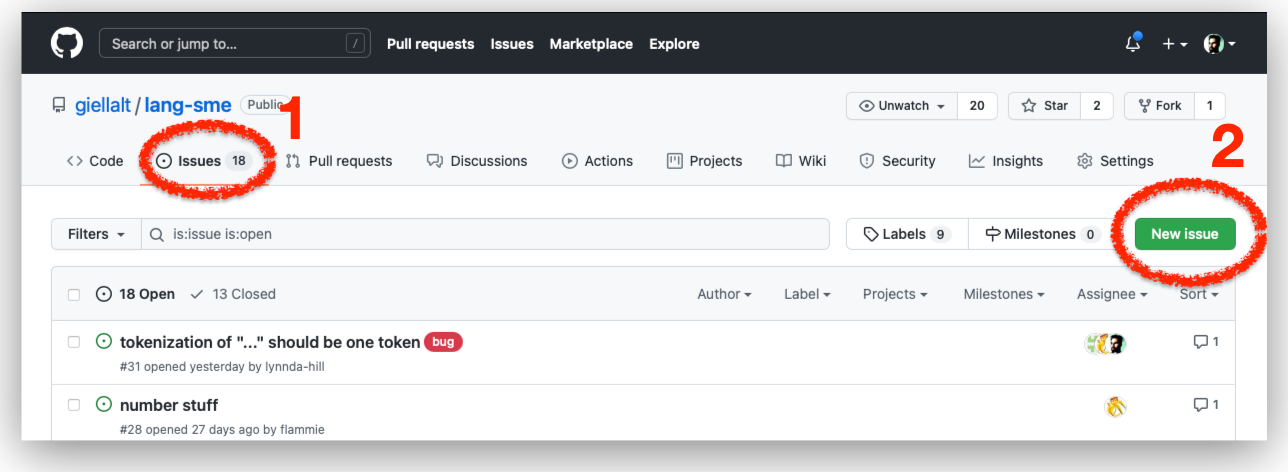 Search or jump to... / Pull requests Issues Marketplace Explore
giellalt / lang-sme Public Unwatch 20 Star 2 Fork 1
1
2
Code Issues 18 Pull requests Discussions Actions Projects Wiki Security Insights Settings
Filters is:issue is:open Labels 9 Milestones 0 New issue
18 Open 13 Closed Author Label Projects Milestones Assignee Sort
tokenization of "..." should be one token bug 1
#31 opened yesterday by lynnda-hill
number stuff 1
#28 opened 27 days ago by flammie